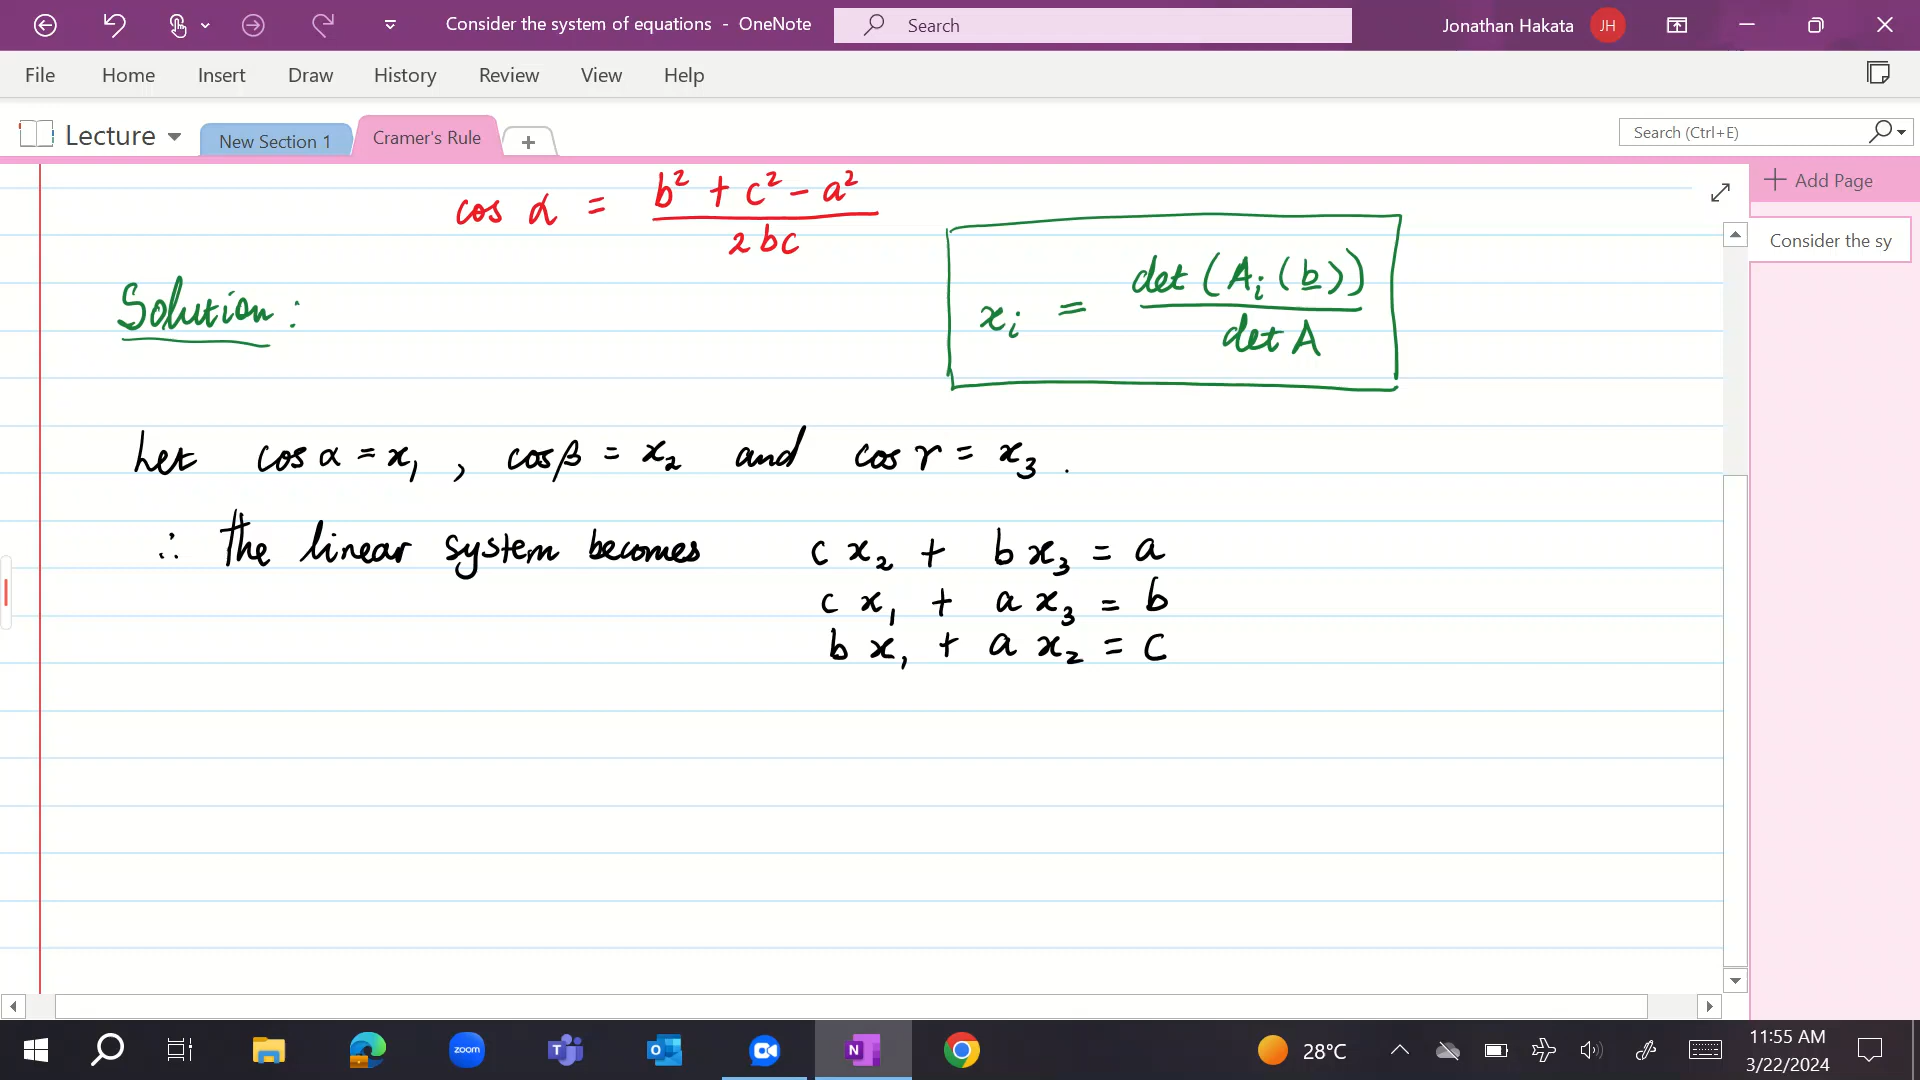 Consider the system of equations - OneNote
Search
Jonathan Hakata
JH
File Home Insert Draw History Review View Help
Lecture
New Section 1
Cramer's Rule
+
Search (Ctrl+E)
Add Page
Consider the sy
cos α = b² + c² - a² / 2bc
Solution:
xᵢ = det (Aᵢ (b)) / det A
Let cos α = x₁ , cos β = x₂ and cos γ = x₃ .
∴ the linear system becomes c x₂ + b x₃ = a
c x₁ + a x₃ = b
b x₁ + a x₂ = c
zoom
T
O
N
28°C
11:55 AM
3/22/2024